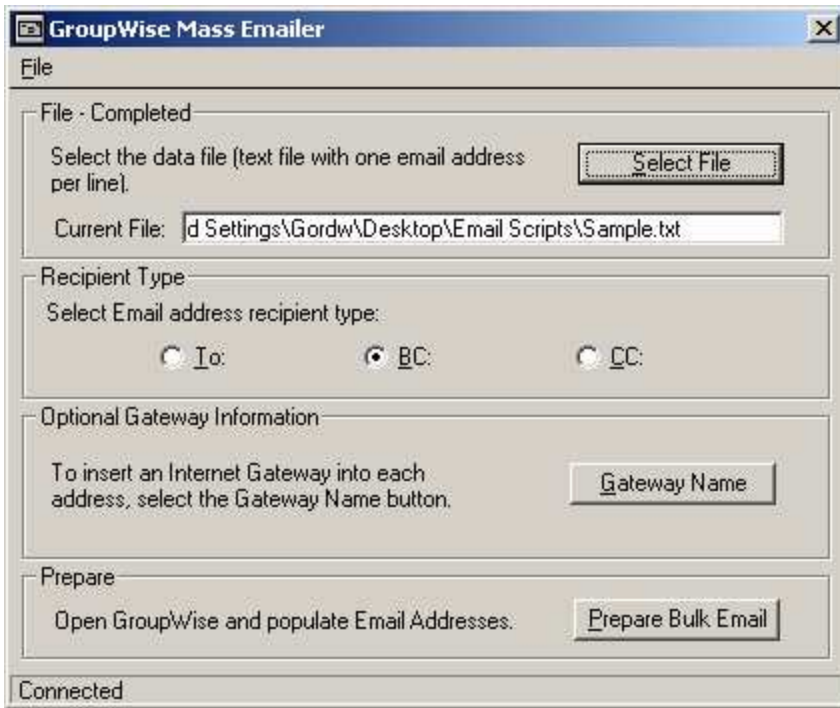 GroupWise Mass Emailer
File
File - Completed
Select the data file (text file with one email address
per line).
Select File
Current File: d Settings\Gordw\Desktop\Email Scripts\Sample.txt
Recipient Type
Select Email address recipient type:
To: BC: CC:
Optional Gateway Information
To insert an Internet Gateway into each
address, select the Gateway Name button.
Gateway Name
Prepare
Open GroupWise and populate Email Addresses. Prepare Bulk Email
Connected